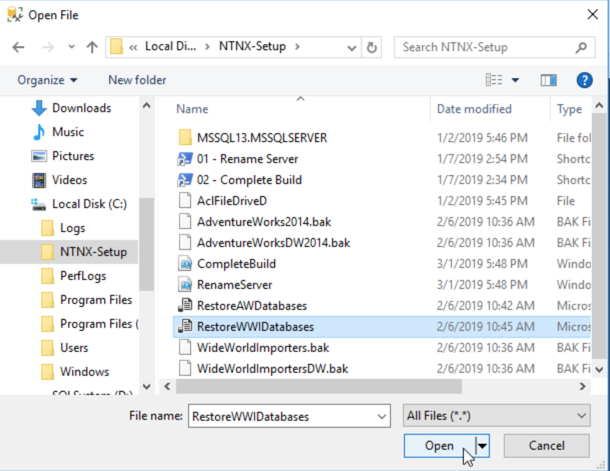 Open File
« Local Di... › NTNX-Setup ›
Search NTNX-Setup
Organize
New folder
Name
Date modified
Type
Downloads
Music
Pictures
Videos
Local Disk (C:)
Logs
NTNX-Setup
PerfLogs
Program Files
Program Files (
Users
Windows
MSSQL13.MSSQLSERVER 1/2/2019 5:46 PM File fol
01 - Rename Server 1/7/2019 2:54 PM Shortc
02 - Complete Build 1/7/2019 2:34 PM Shortc
AclFileDriveD 1/2/2019 5:45 PM File
AdventureWorks2014.bak 2/6/2019 10:36 AM BAK Fi
AdventureWorksDW2014.bak 2/6/2019 10:36 AM BAK Fi
CompleteBuild 3/1/2019 5:48 PM Windo
RenameServer 3/1/2019 5:48 PM Windo
RestoreAWDatabases 2/6/2019 10:42 AM Micros
RestoreWWIDatabases 2/6/2019 10:45 AM Micros
WideWorldImporters.bak 2/6/2019 10:36 AM BAK Fi
WideWorldImportersDW.bak 2/6/2019 10:36 AM BAK Fi
File name: RestoreWWIDatabases
All Files (*.*)
Open
Cancel